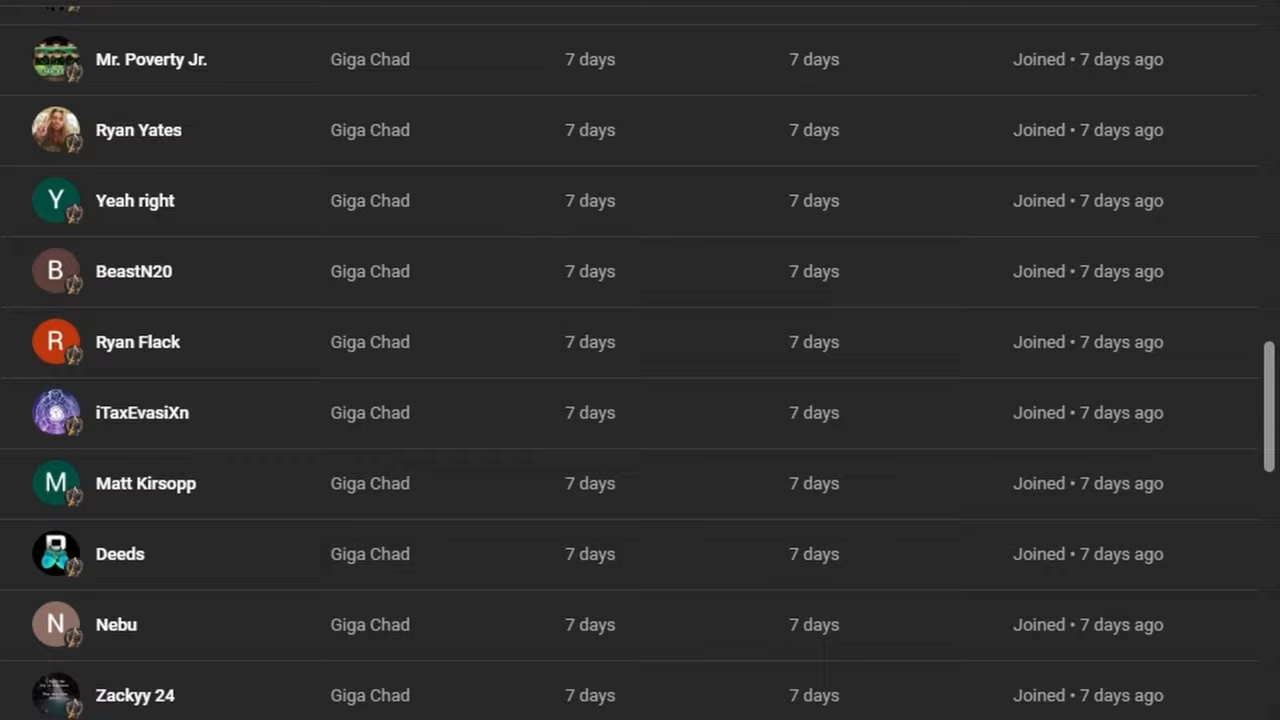 Mr. Poverty Jr. Giga Chad 7 days 7 days Joined • 7 days ago
Ryan Yates Giga Chad 7 days 7 days Joined • 7 days ago
Y Yeah right Giga Chad 7 days 7 days Joined • 7 days ago
B BeastN20 Giga Chad 7 days 7 days Joined • 7 days ago
R Ryan Flack Giga Chad 7 days 7 days Joined • 7 days ago
iTaxEvasiXn Giga Chad 7 days 7 days Joined • 7 days ago
M Matt Kirsopp Giga Chad 7 days 7 days Joined • 7 days ago
Deeds Giga Chad 7 days 7 days Joined • 7 days ago
N Nebu Giga Chad 7 days 7 days Joined • 7 days ago
Zackyy 24 Giga Chad 7 days 7 days Joined • 7 days ago